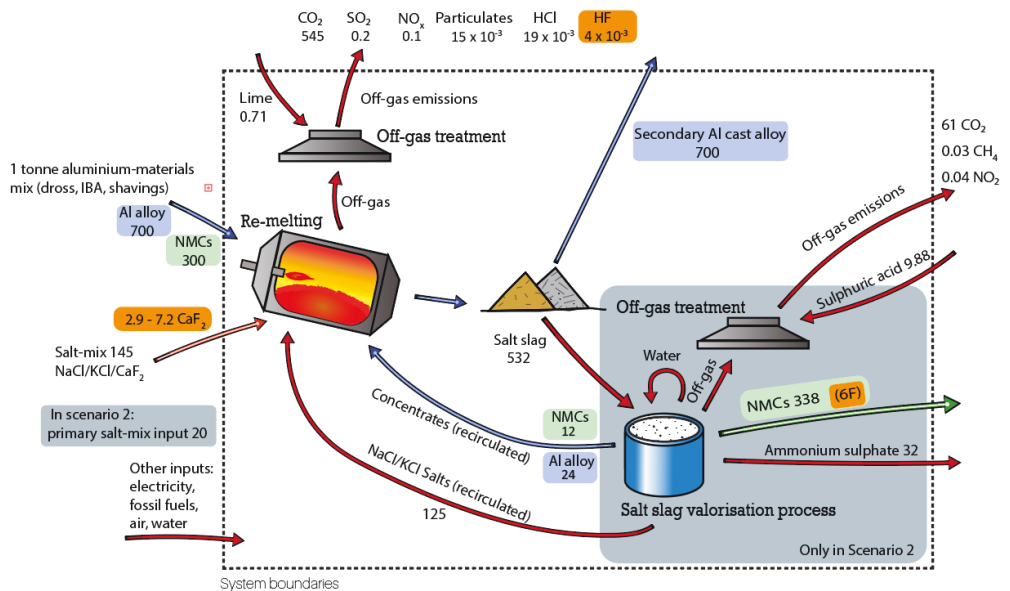 CO₂ SO₂ NOₓ Particulates HCl HF
545 0.2 0.1 15 x 10⁻³ 19 x 10⁻³ 4 x 10⁻³
Lime
0.71
Off-gas emissions
Off-gas treatment
Secondary Al cast alloy
700
61 CO₂
0.03 CH₄
0.04 NO₂
1 tonne aluminium-materials
mix (dross, IBA, shavings)
Off-gas
Al alloy
700
NMCs
300
Re-melting
Off-gas emissions
Sulphuric acid 9.88
2.9 - 7.2 CaF₂
Salt-mix 145
NaCl/KCl/CaF₂
Salt slag
532
Off-gas treatment
Water
Off-gas
In scenario 2:
primary salt-mix input 20
Concentrates (recirculated)
NMCs
12
Al alloy
24
NMCs 338 (6F)
Ammonium sulphate 32
Other inputs:
electricity,
fossil fuels,
air, water
NaCl/KCl Salts (recirculated)
125
Salt slag valorisation process
Only in Scenario 2
System boundaries